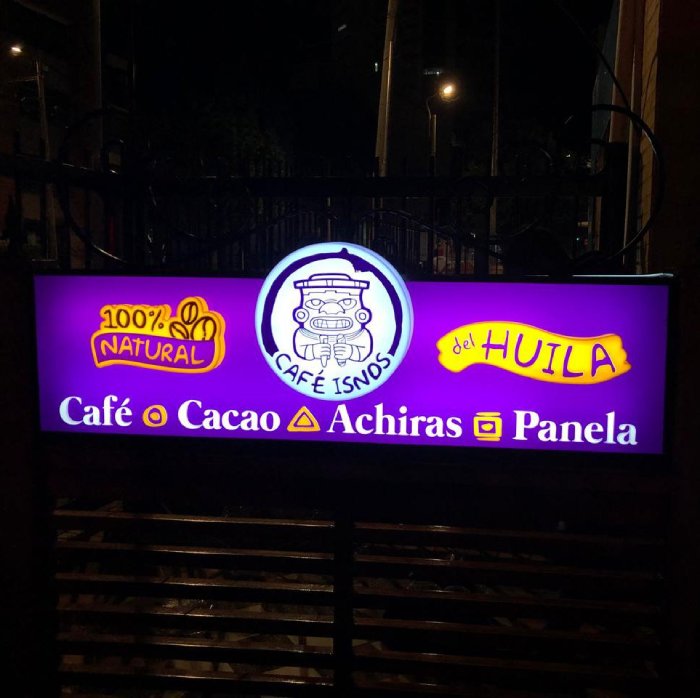 100%
NATURAL
CAFÉ ISNOS
del HUILA
Café Cacao Achiras Panela